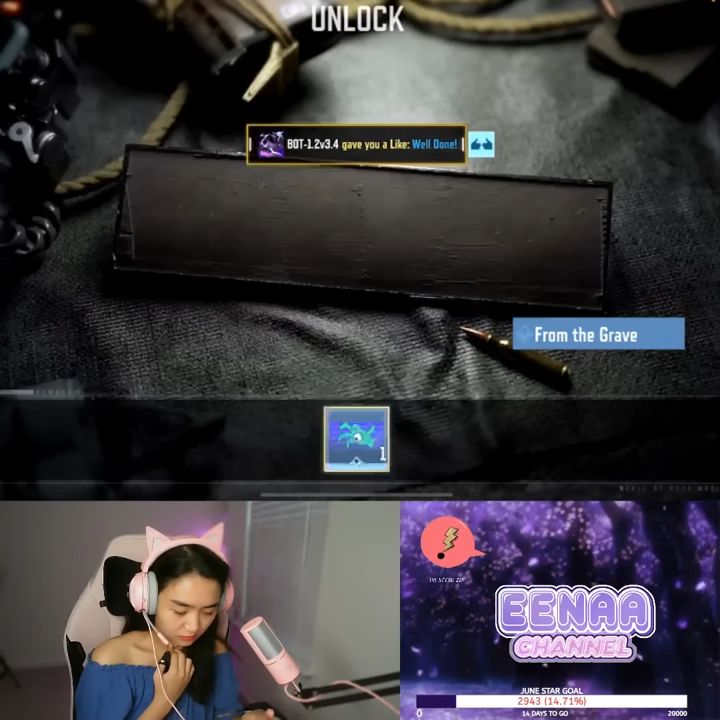 UNLOCK
BOT-1.2v3.4 gave you a Like: Well Done!
From the Grave
1
EENAA
CHANNEL
JUNE STAR GOAL
2943 (14.71%)
0 14 DAYS TO GO 20000